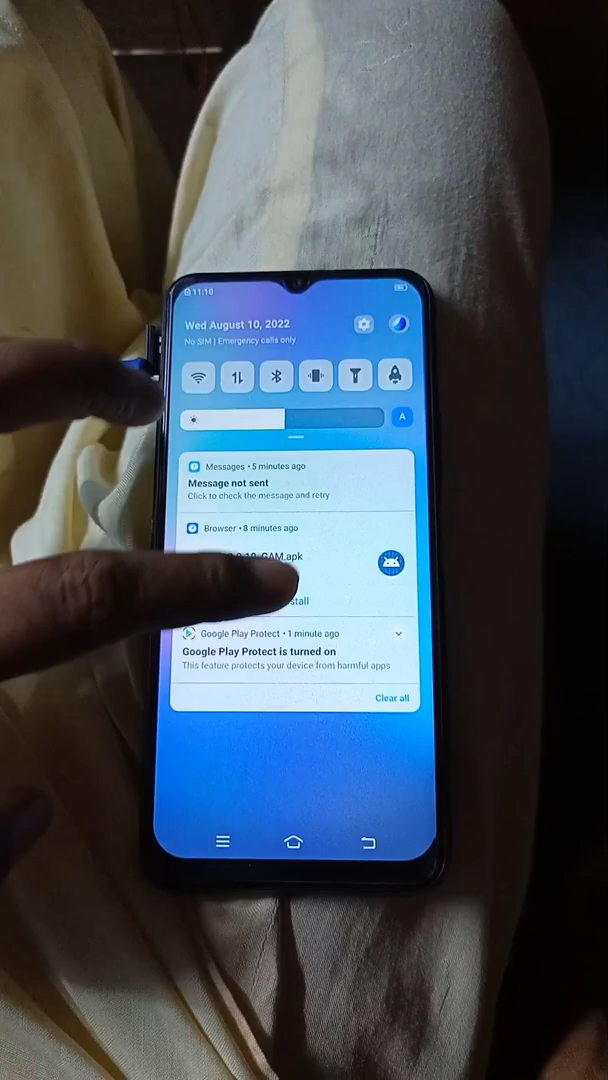 11:10
Wed August 10, 2022
No SIM | Emergency calls only
A
Messages • 5 minutes ago
Message not sent
Click to check the message and retry
Browser • 8 minutes ago
GAM.apk
Google Play Protect • 1 minute ago
Google Play Protect is turned on
This feature protects your device from harmful apps
Clear all